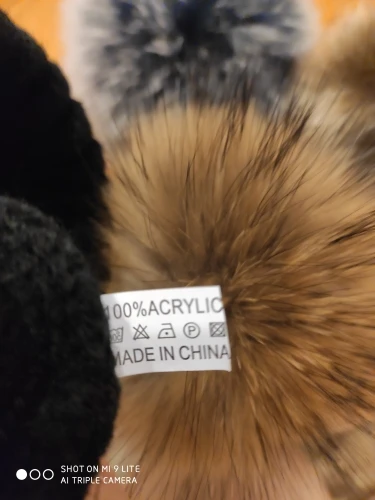 100%ACRYLIC
P
MADE IN CHINA
SHOT ON MI 9 LITE
AI TRIPLE CAMERA